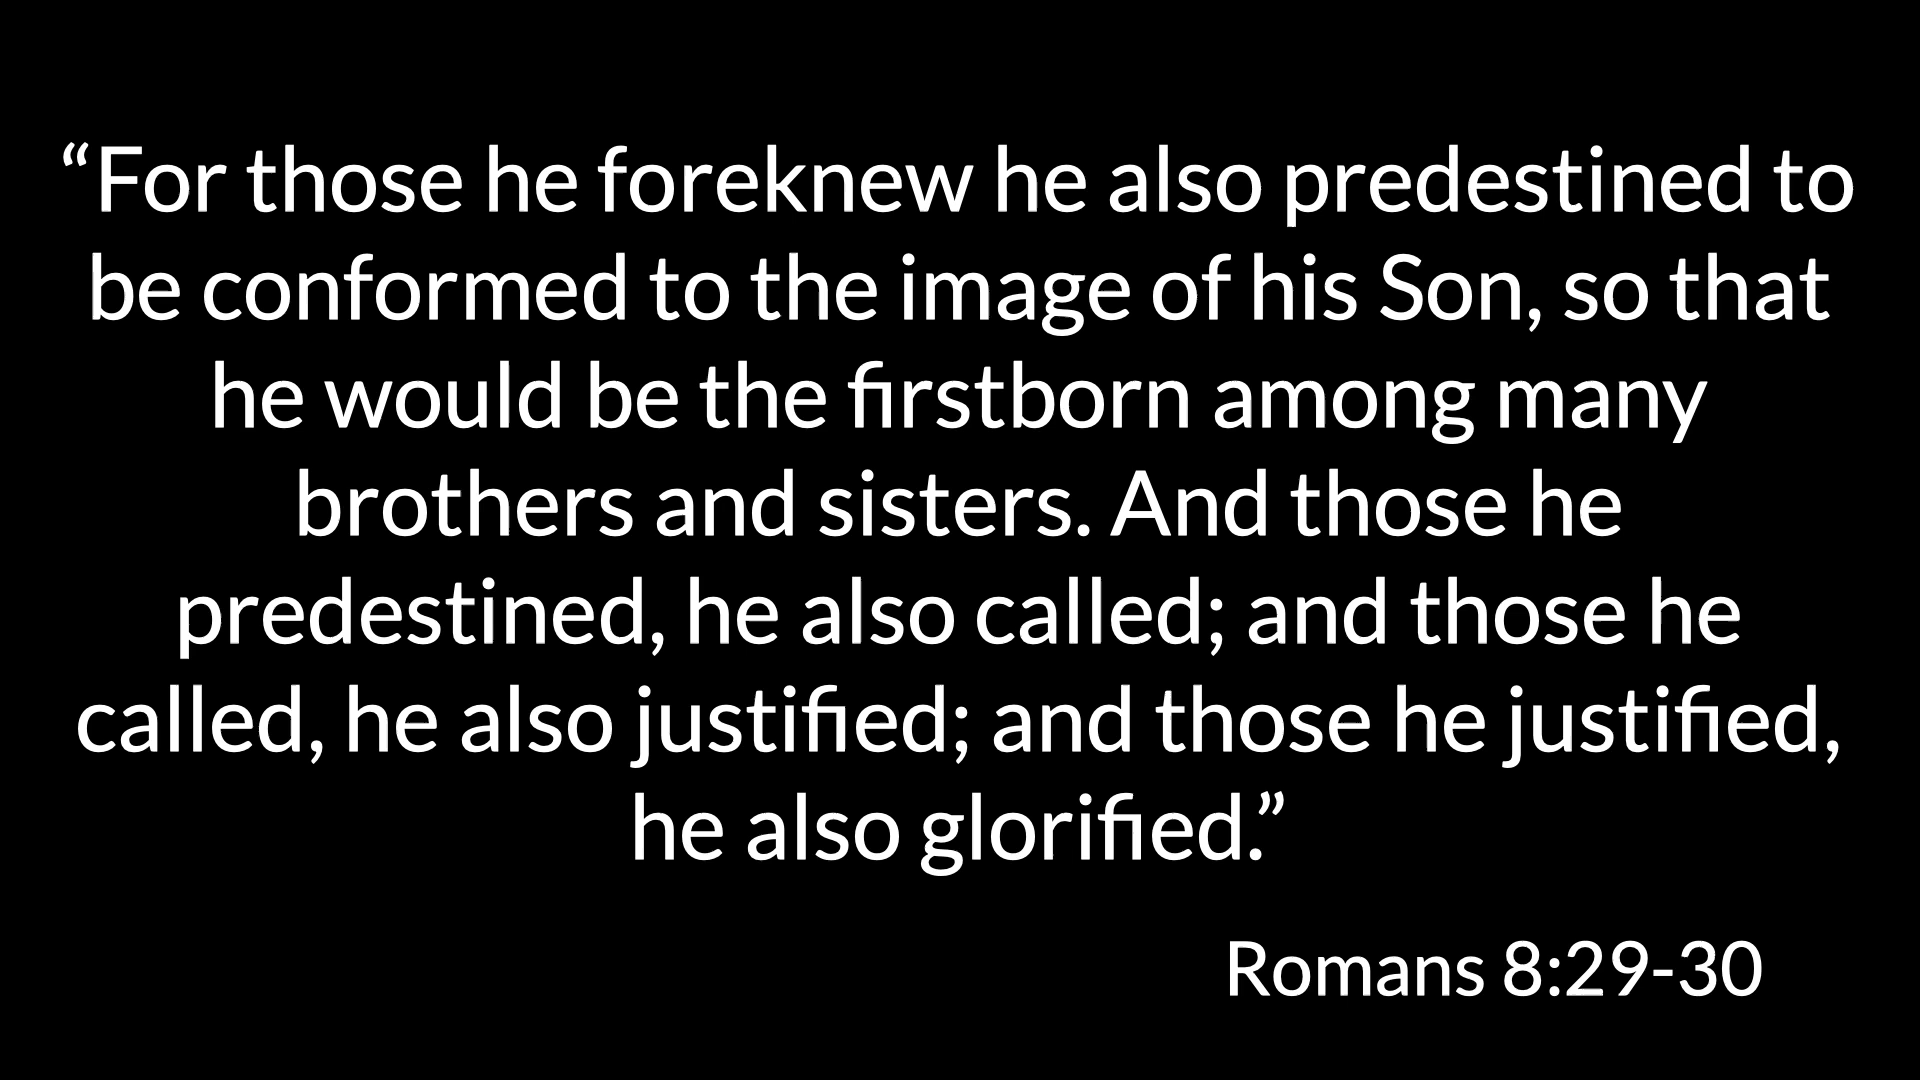 “For those he foreknew he also predestined to
be conformed to the image of his Son, so that
he would be the firstborn among many
brothers and sisters. And those he
predestined, he also called; and those he
called, he also justified; and those he justified,
he also glorified.”
Romans 8:29-30